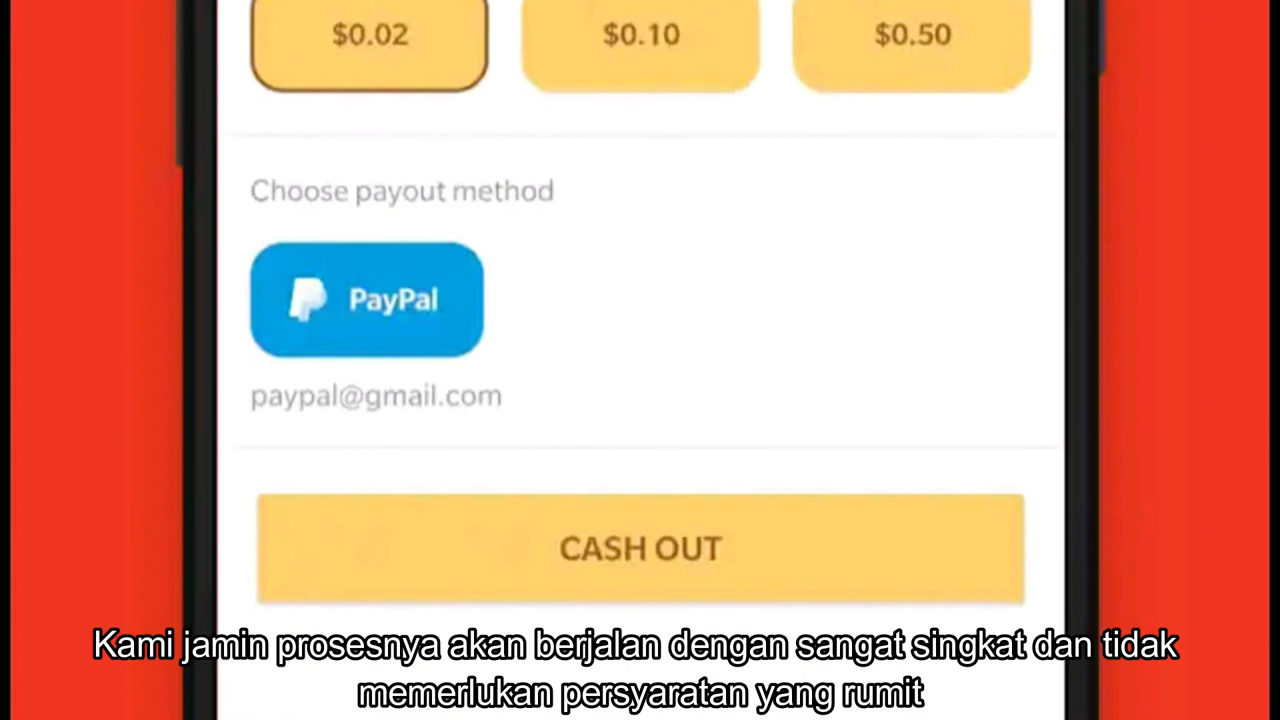 $0.02 $0.10 $0.50
Choose payout method
PayPal
paypal@gmail.com
CASH OUT
Kami jamin prosesnya akan berjalan dengan sangat singkat dan tidak
memerlukan persyaratan yang rumit